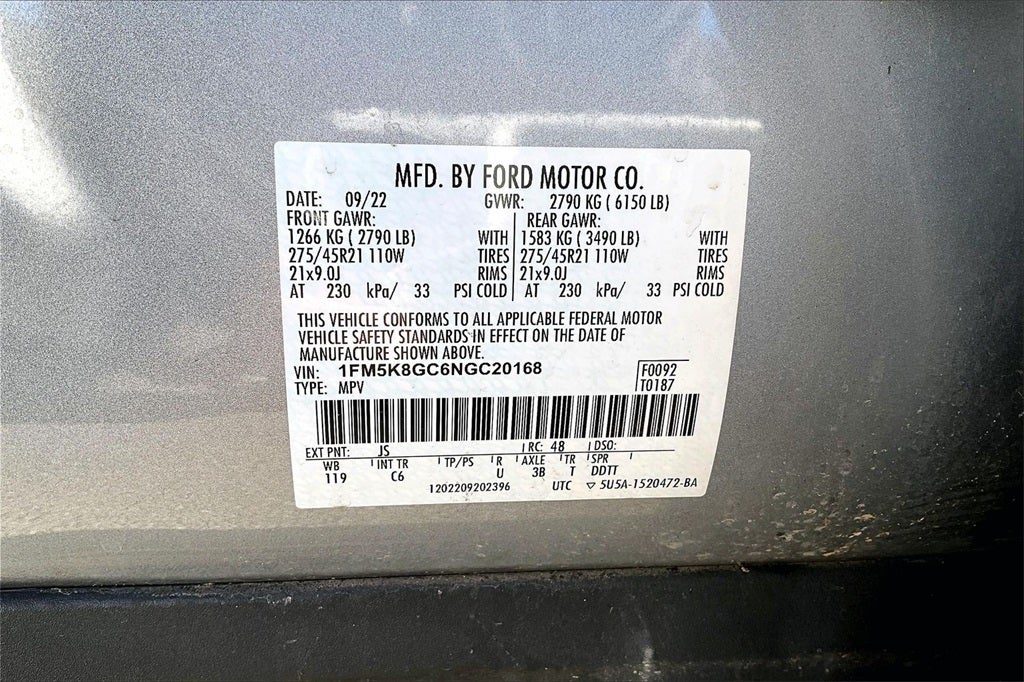 MFD. BY FORD MOTOR CO.
DATE: 09/22 GVWR: 2790 KG ( 6150 LB)
FRONT GAWR: REAR GAWR:
1266 KG ( 2790 LB) WITH 1583 KG ( 3490 LB) WITH
275/45R21 110W TIRES 275/45R21 110W TIRES
21x9.0J RIMS 21x9.0J RIMS
AT 230 kPa/ 33 PSI COLD AT 230 kPa/ 33 PSI COLD
THIS VEHICLE CONFORMS TO ALL APPLICABLE FEDERAL MOTOR
VEHICLE SAFETY STANDARDS IN EFFECT ON THE DATE OF
MANUFACTURE SHOWN ABOVE.
VIN: 1FM5K8GC6NGC20168 F0092
TYPE: MPV T0187
EXT PNT: JS RC: 48 DSO:
WB INT TR TP/PS R AXLE TR SPR
119 C6 U 3B T DDTT
1202209202396 UTC ▽ 5U5A-1520472-BA